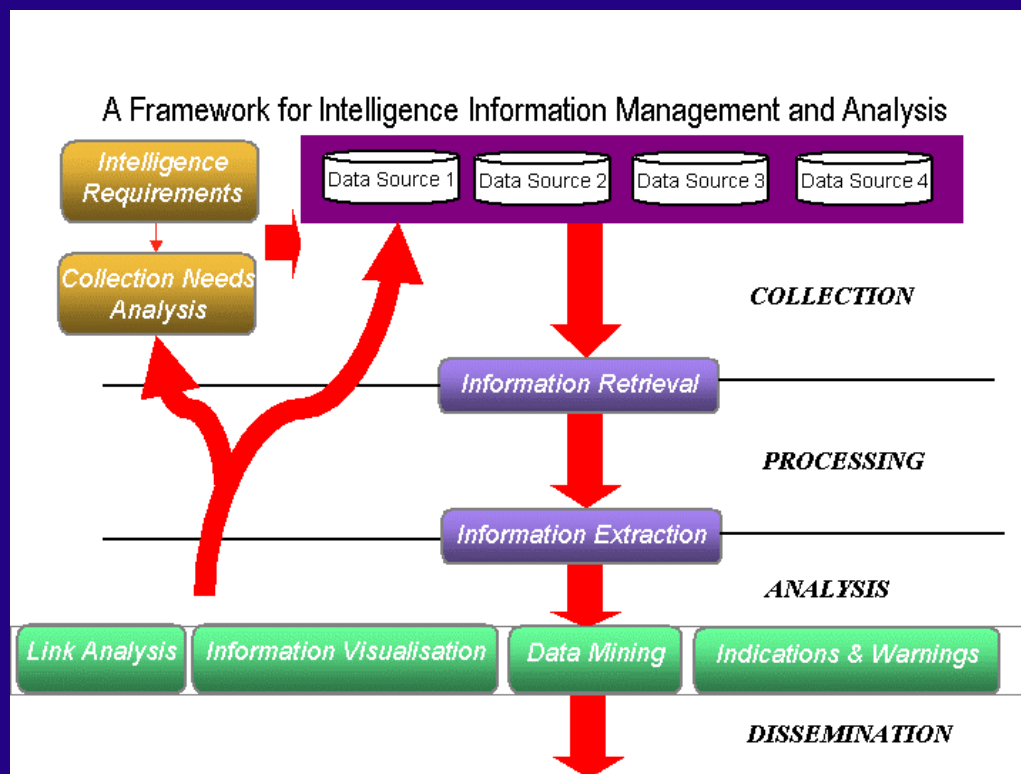 A Framework for Intelligence Information Management and Analysis
Intelligence
Requirements
Data Source 1
Data Source 2
Data Source 3
Data Source 4
Collection Needs
Analysis
COLLECTION
Information Retrieval
PROCESSING
Information Extraction
ANALYSIS
Link Analysis
Information Visualisation
Data Mining
Indications & Warnings
DISSEMINATION